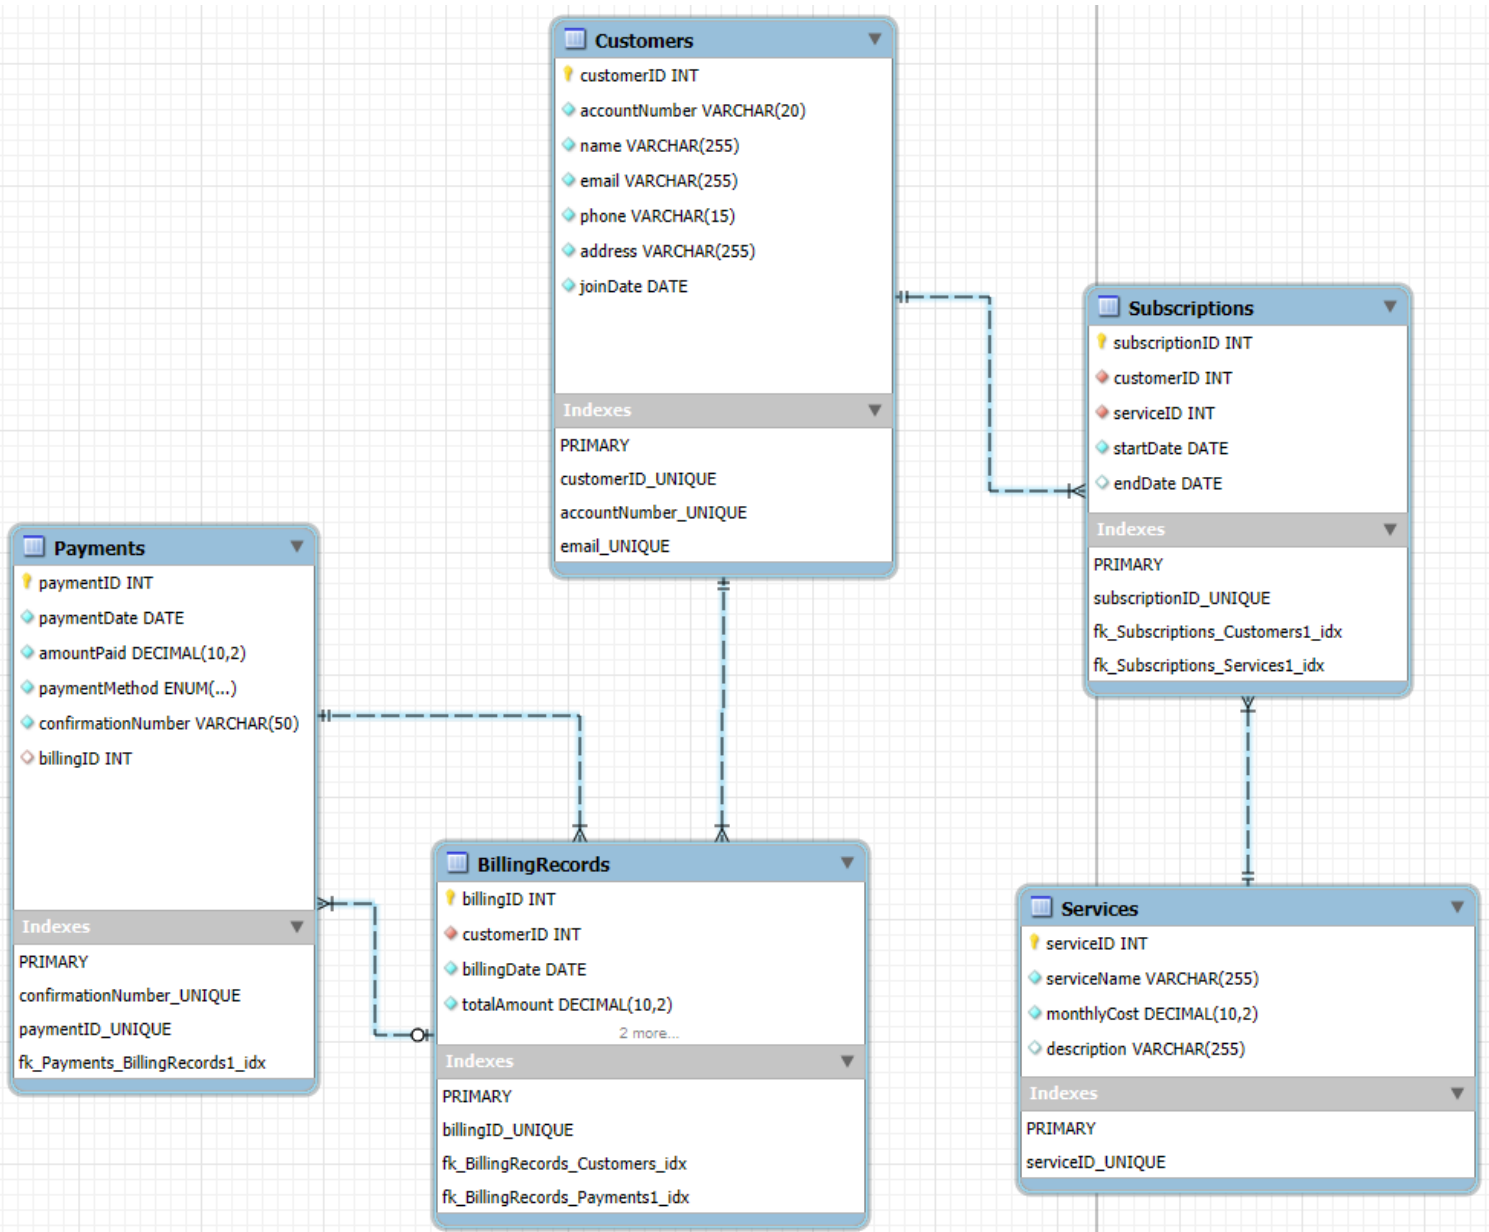 Customers
customerID INT
accountNumber VARCHAR(20)
name VARCHAR(255)
email VARCHAR(255)
phone VARCHAR(15)
address VARCHAR(255)
joinDate DATE
Indexes
PRIMARY
customerID_UNIQUE
accountNumber_UNIQUE
email_UNIQUE
Subscriptions
subscriptionID INT
customerID INT
serviceID INT
startDate DATE
endDate DATE
Indexes
PRIMARY
subscriptionID_UNIQUE
fk_Subscriptions_Customers1_idx
fk_Subscriptions_Services1_idx
Payments
paymentID INT
paymentDate DATE
amountPaid DECIMAL(10,2)
paymentMethod ENUM(...)
confirmationNumber VARCHAR(50)
billingID INT
Indexes
PRIMARY
confirmationNumber_UNIQUE
paymentID_UNIQUE
fk_Payments_BillingRecords1_idx
BillingRecords
billingID INT
customerID INT
billingDate DATE
totalAmount DECIMAL(10,2)
2 more...
Indexes
PRIMARY
billingID_UNIQUE
fk_BillingRecords_Customers_idx
fk_BillingRecords_Payments1_idx
Services
serviceID INT
serviceName VARCHAR(255)
monthlyCost DECIMAL(10,2)
description VARCHAR(255)
Indexes
PRIMARY
serviceID_UNIQUE